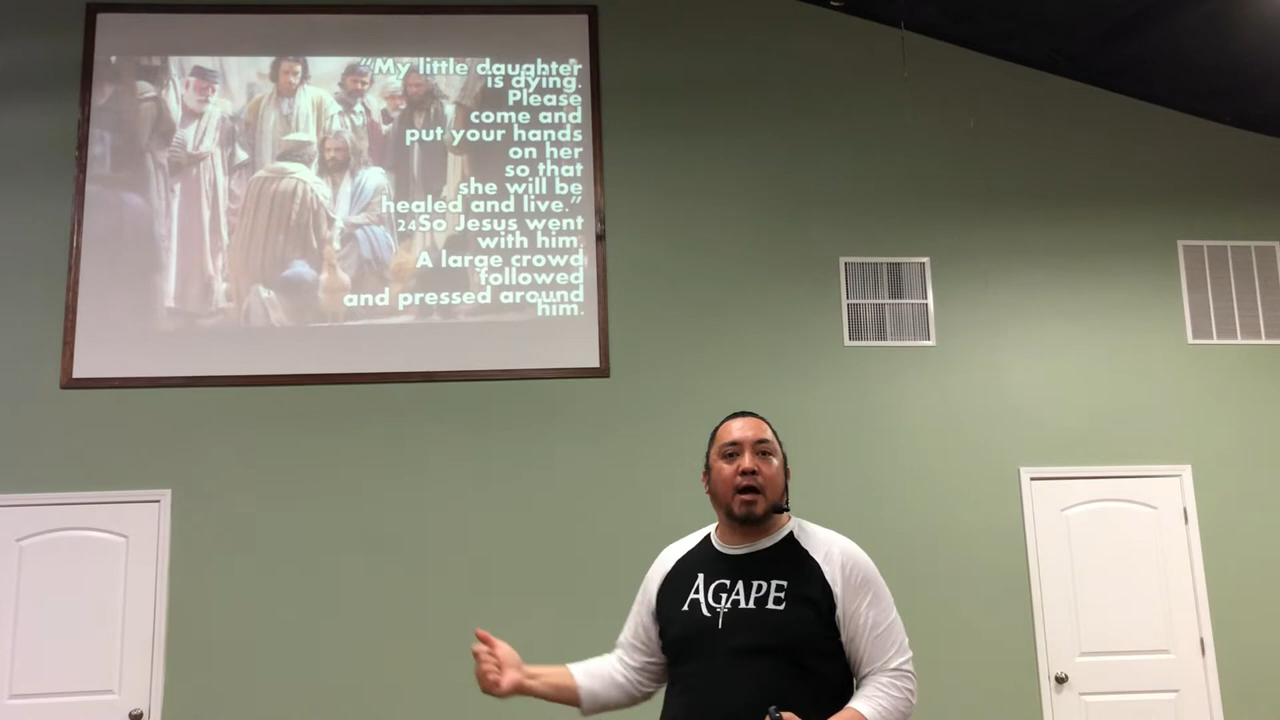 “My little daughter
is dying.
Please
come and
put your hands
on her
so that
she will be
healed and live.”
24So Jesus went
with him.
A large crowd
followed
and pressed around
him.
AGAPE